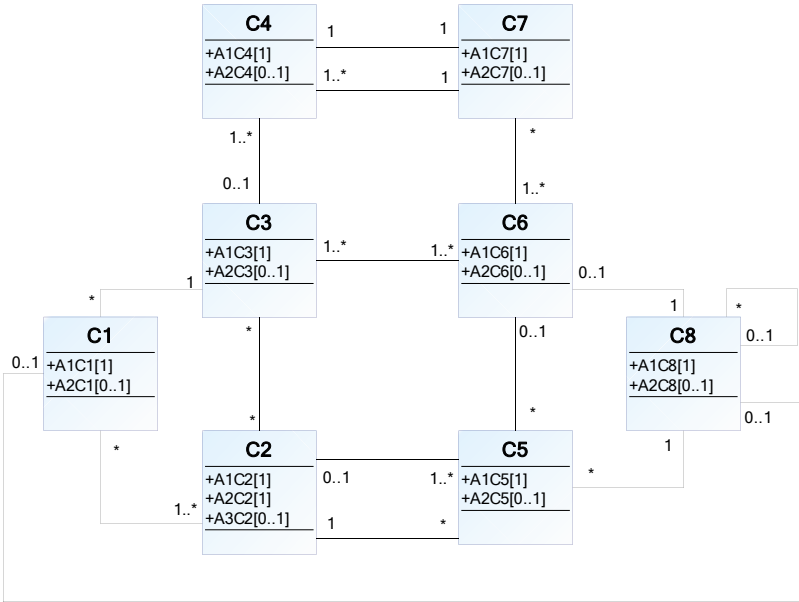 C4
C7
1
1
+A1C4[1]
+A1C7[1]
+A2C4[0..1]
+A2C7[0..1]
1..*
1
1..*
*
0..1
1..*
C3
C6
1..*
1..*
+A1C3[1]
+A1C6[1]
+A2C3[0..1]
+A2C6[0..1]
0..1
1
*
1
*
C1
*
0..1
C8
0..1
0..1
+A1C1[1]
+A1C8[1]
+A2C1[0..1]
+A2C8[0..1]
*
*
0..1
*
C2
C5
1
0..1
1..*
*
+A1C2[1]
+A1C5[1]
+A2C2[1]
+A2C5[0..1]
1..*
+A3C2[0..1]
1
*